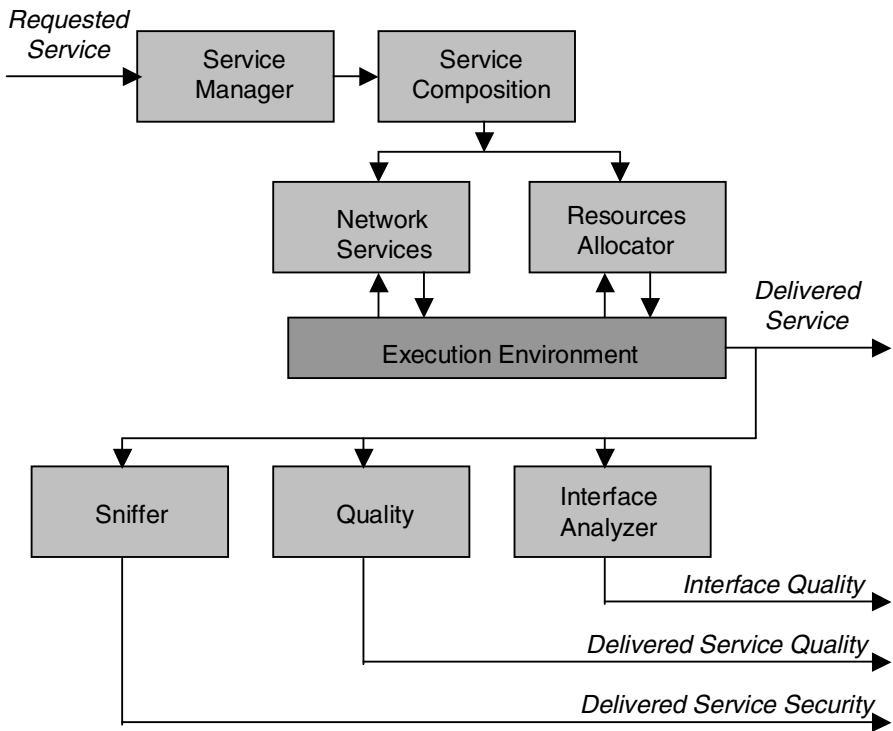 Requested
Service
Service
Manager
Service
Composition
Network
Services
Resources
Allocator
Delivered
Service
Execution Environment
Sniffer
Quality
Interface
Analyzer
Interface Quality
Delivered Service Quality
Delivered Service Security